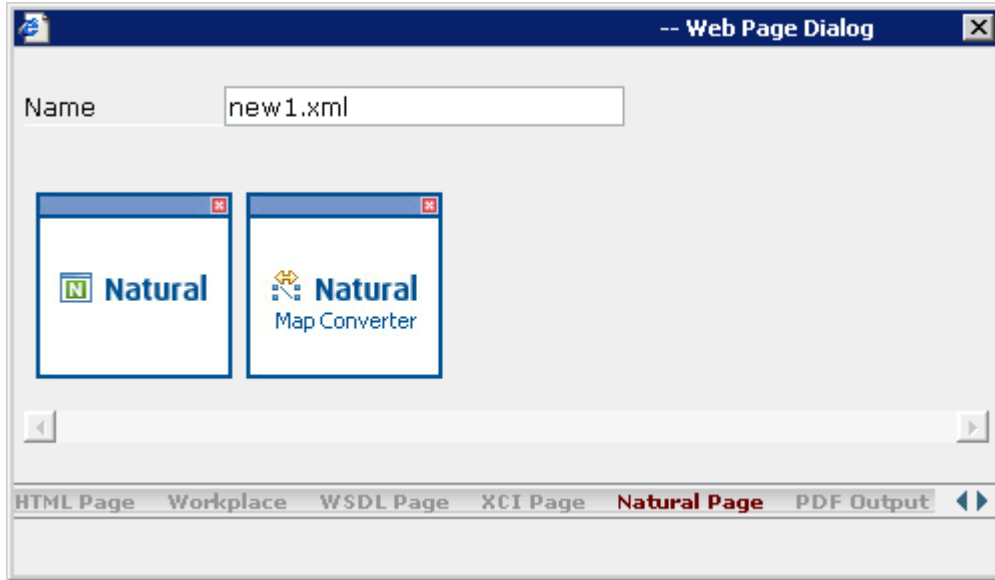 -- Web Page Dialog
Name new1.xml
Natural Natural
Map Converter
HTML Page Workplace WSDL Page XCI Page Natural Page PDF Output